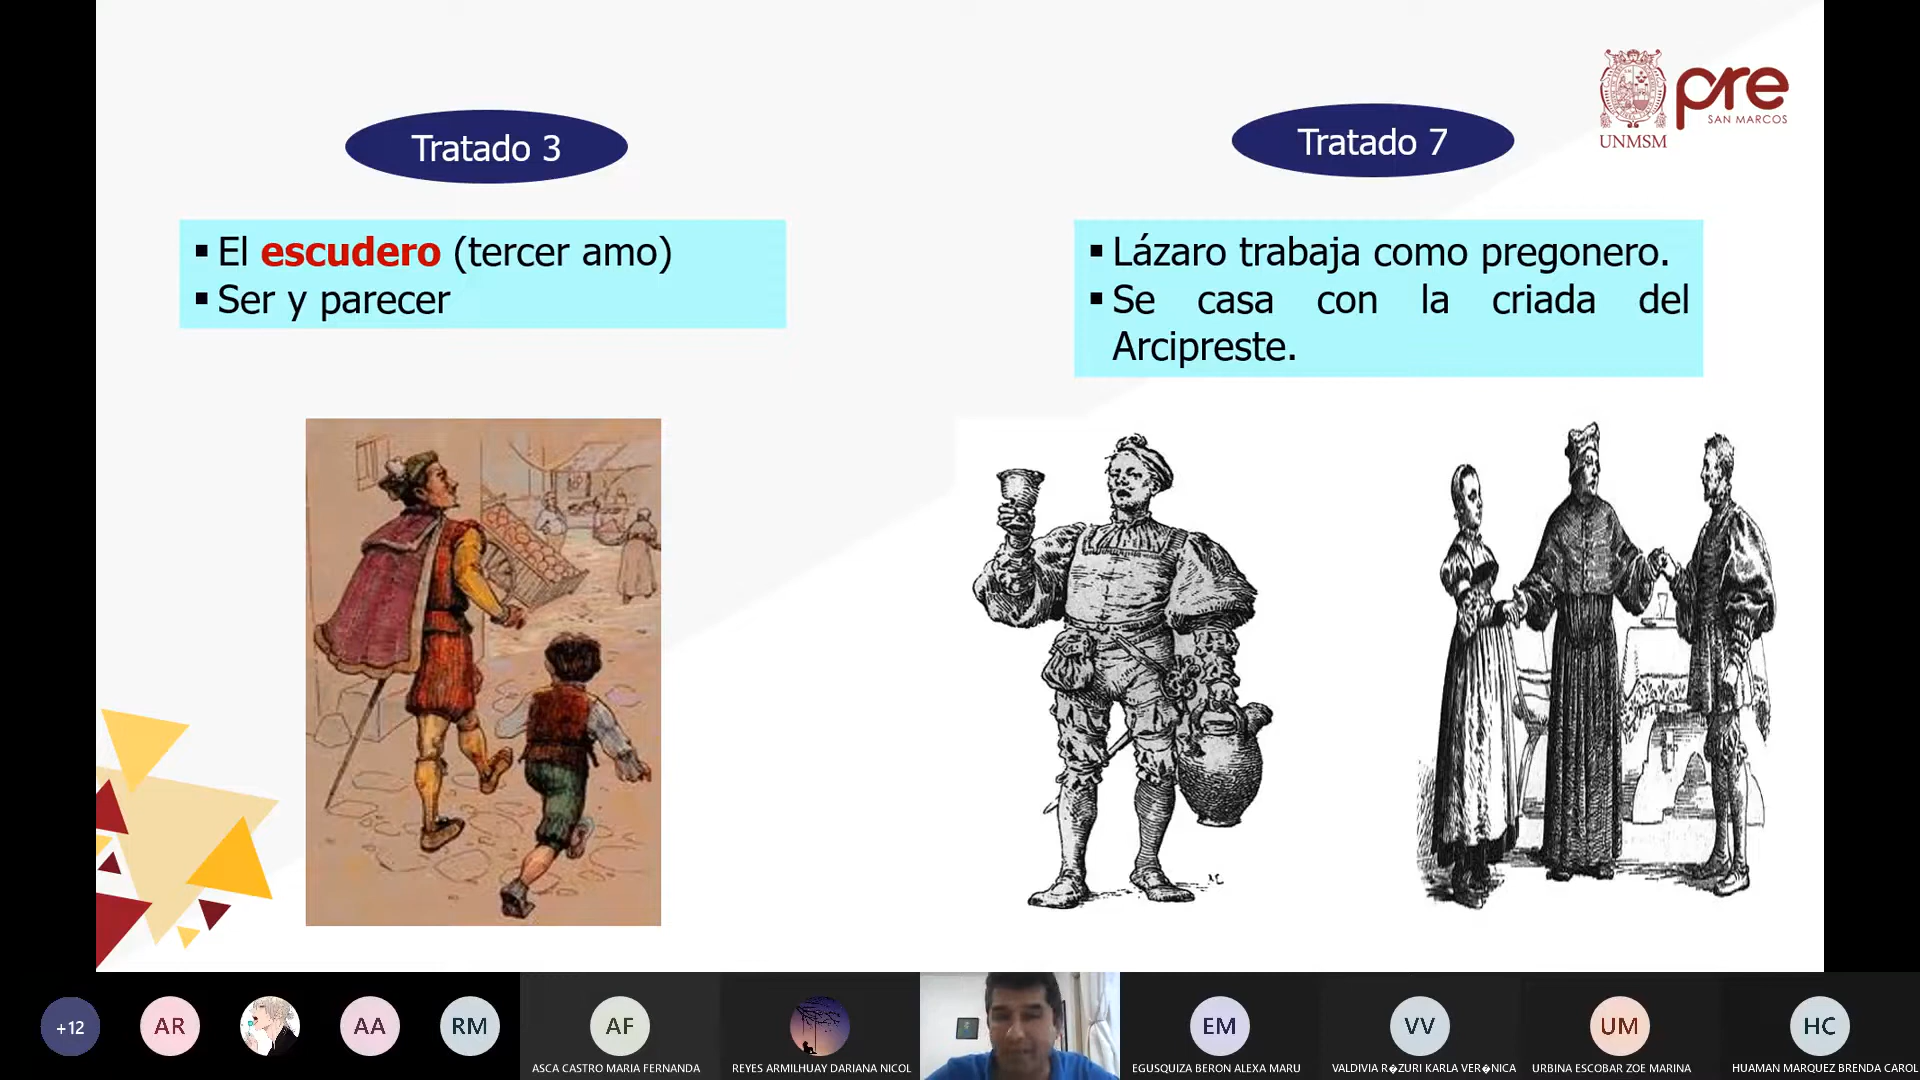 pre
SAN MARCOS
UNMSM
Tratado 3
▪ El escudero (tercer amo)
▪ Ser y parecer
Tratado 7
▪ Lázaro trabaja como pregonero.
▪ Se casa con la criada del
Arcipreste.
+12
AR
AA
RM
AF
EM
VV
UM
HC
ASCA CASTRO MARIA FERNANDA
REYES ARMILHUAY DARIANA NICOL
EGUSQUIZA BERON ALEXA MARU
VALDIVIA R�ZURI KARLA VER�NICA
URBINA ESCOBAR ZOE MARINA
HUAMAN MARQUEZ BRENDA CAROL